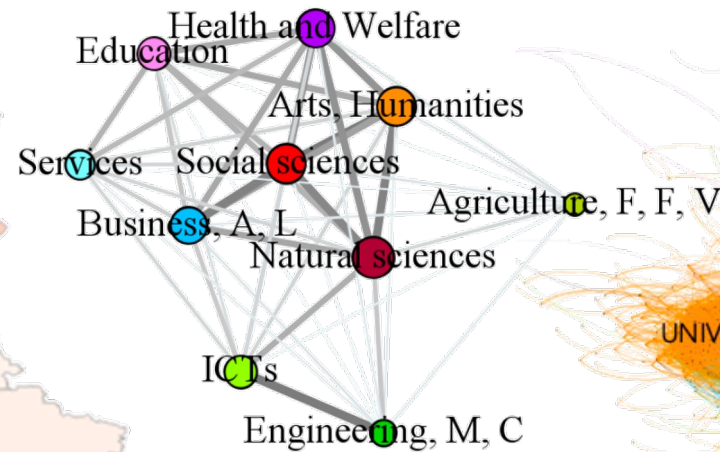 Health and Welfare
Education
Arts, Humanities
Services
Social sciences
Agriculture, F, F, V
Business, A, L
Natural sciences
UNIV
ICTs
Engineering, M, C